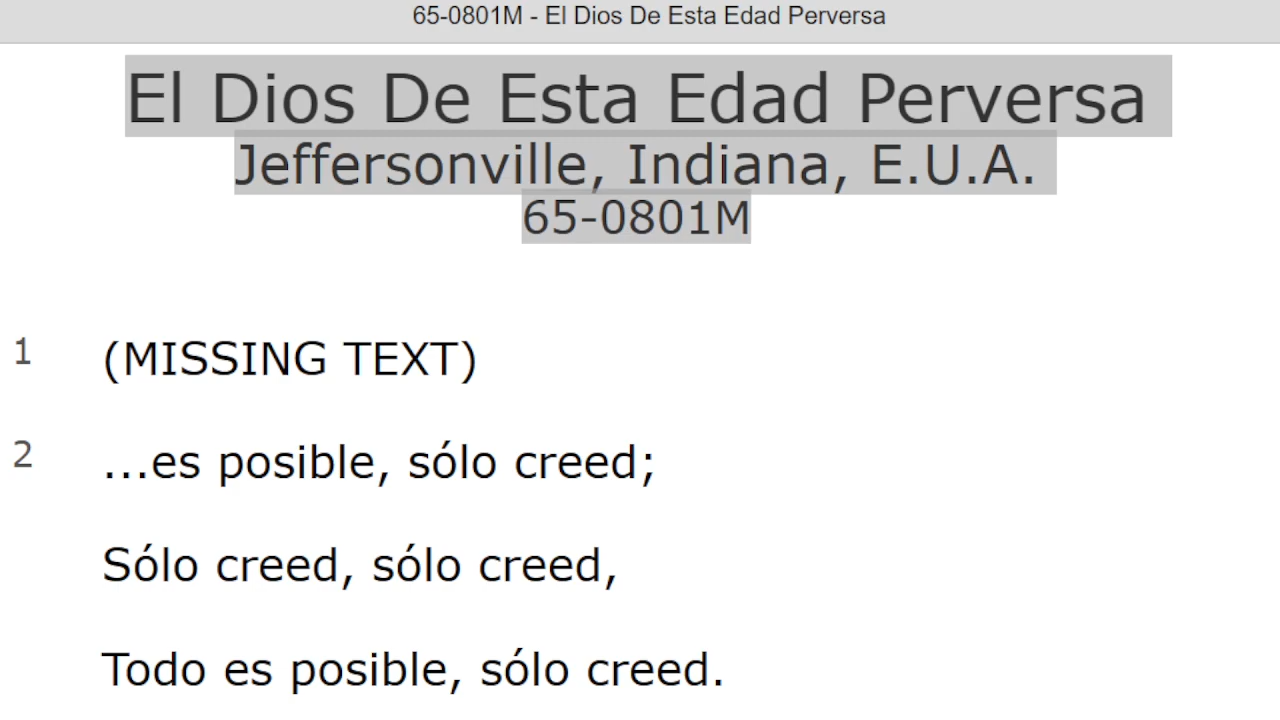 65-0801M - El Dios De Esta Edad Perversa
El Dios De Esta Edad Perversa
Jeffersonville, Indiana, E.U.A.
65-0801M
1 (MISSING TEXT)
2 ...es posible, sólo creed;
Sólo creed, sólo creed,
Todo es posible, sólo creed.